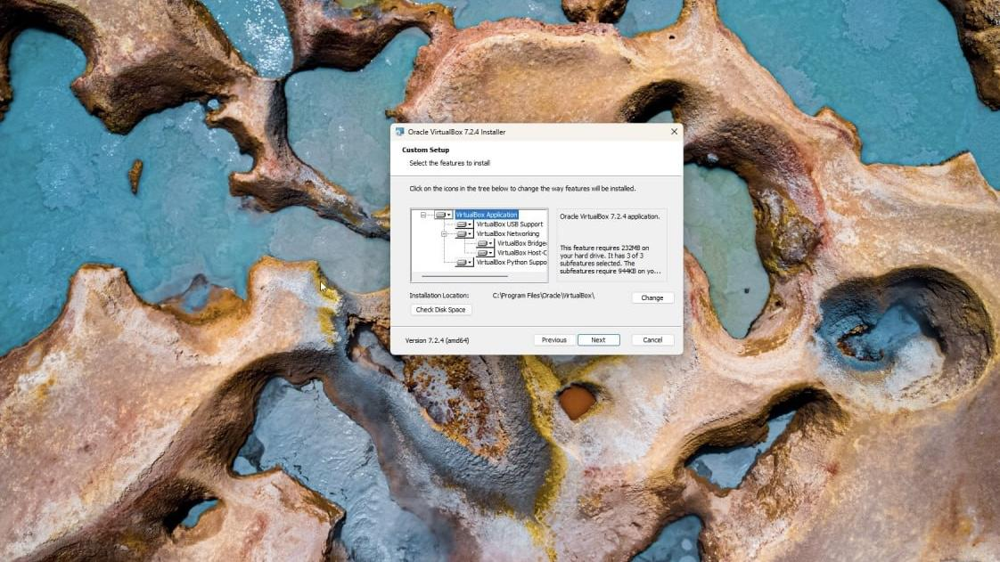 Oracle VirtualBox 7.2.4 Installer
Custom Setup
Select the features to install
Click on the icons in the tree below to change the way features will be installed.
VirtualBox Application
VirtualBox USB Support
VirtualBox Networking
VirtualBox Bridge
VirtualBox Host-C
VirtualBox Python Suppo
Oracle VirtualBox 7.2.4 application.
This feature requires 232MB on
your hard drive. It has 3 of 3
subfeatures selected. The
subfeatures require 944KB on yo...
Installation Location:
C:\Program Files\Oracle\VirtualBox\
Change
Check Disk Space
Version 7.2.4 (amd64)
Previous
Next
Cancel